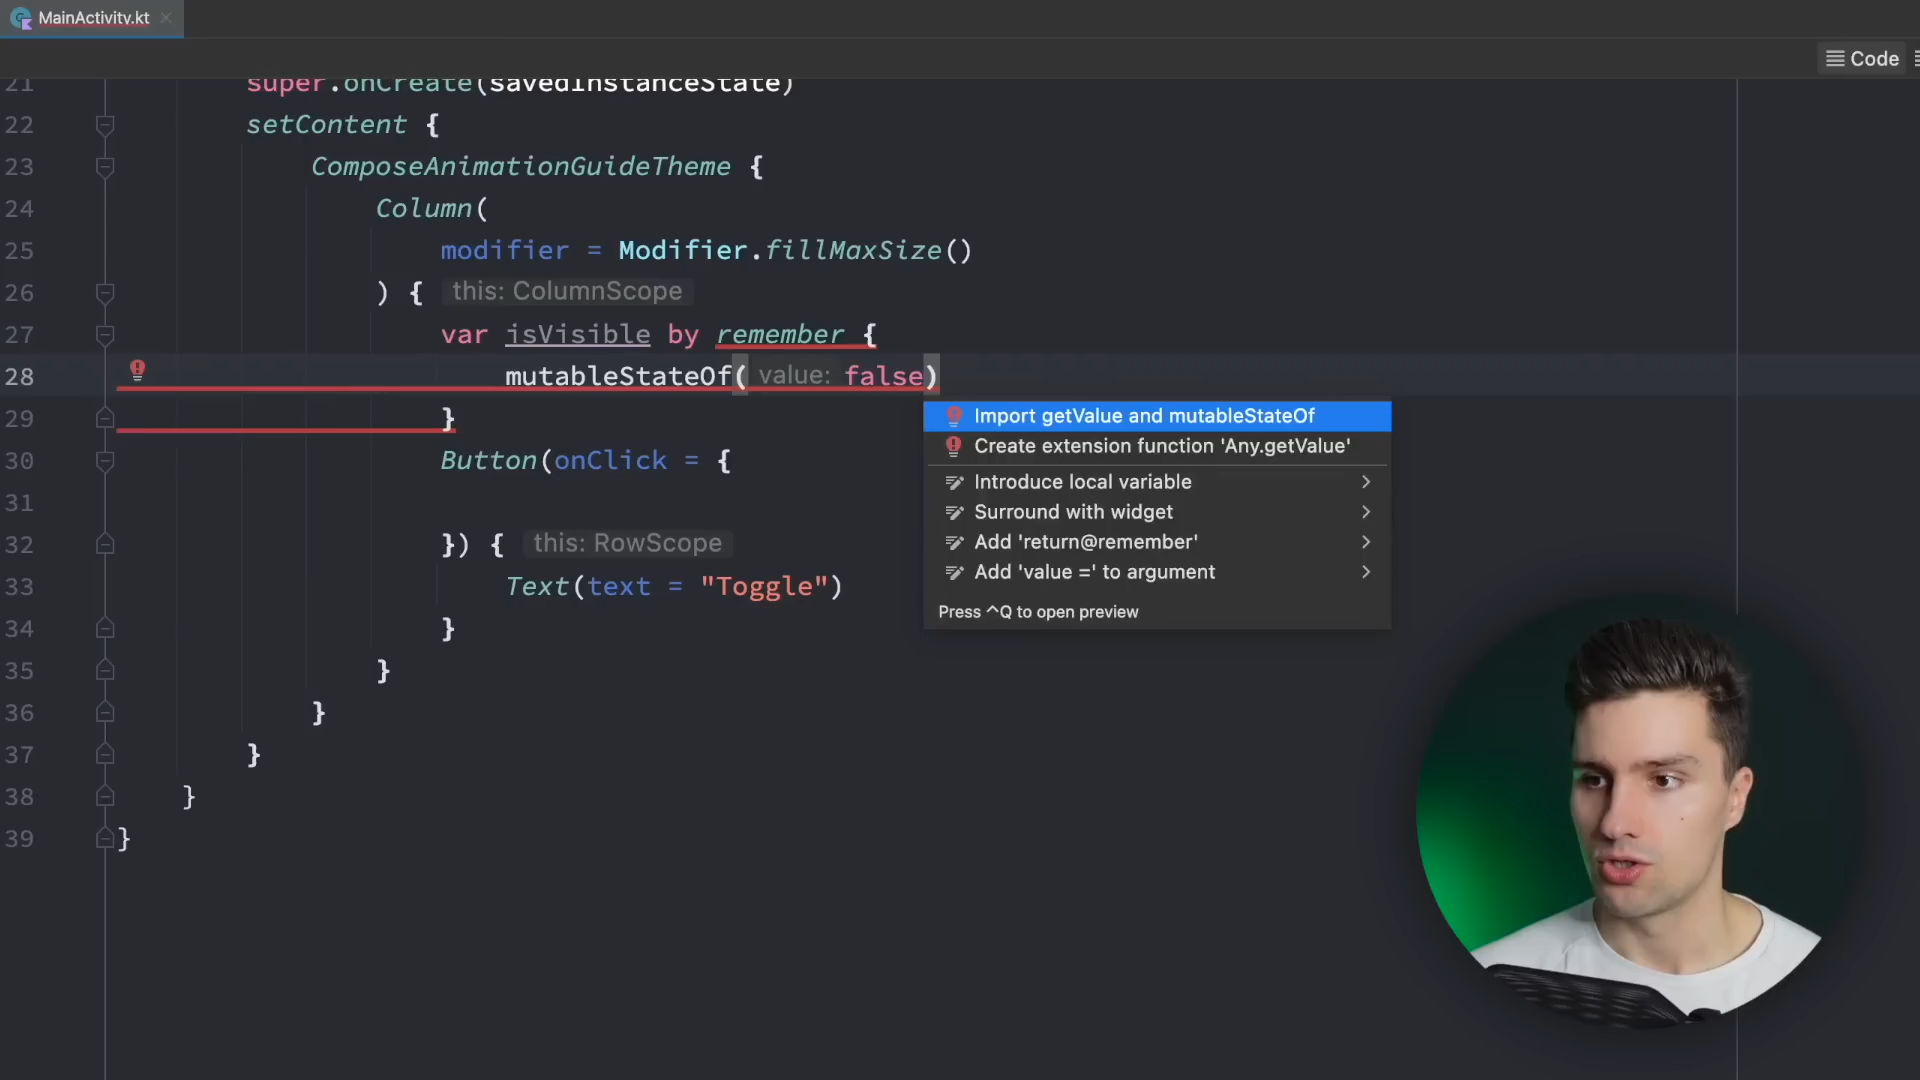 MainActivity.kt
Code
21 super.onCreate(savedInstanceState)
22 setContent {
23 ComposeAnimationGuideTheme {
24 Column(
25 modifier = Modifier.fillMaxSize()
26 ) { this: ColumnScope
27 var isVisible by remember {
28 mutableStateOf( value: false)
29 }
30 Button(onClick = {
31
32 }) { this: RowScope
33 Text(text = "Toggle")
34 }
35 }
36 }
37 }
38 }
39 }
Import getValue and mutableStateOf
Create extension function 'Any.getValue'
Introduce local variable
Surround with widget
Add 'return@remember'
Add 'value =' to argument
Press ^Q to open preview